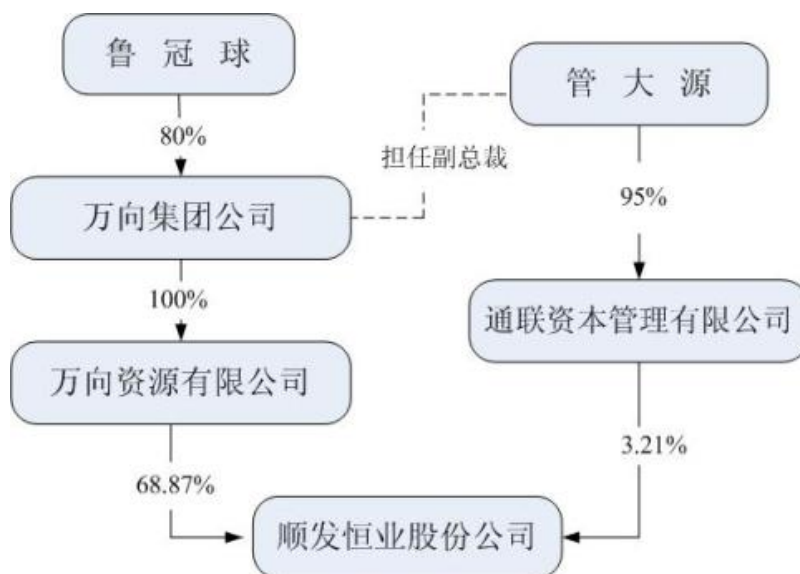 鲁冠球
管大源
80%
担任副总裁
万向集团公司
95%
100%
通联资本管理有限公司
万向资源有限公司
3.21%
68.87%
顺发恒业股份公司